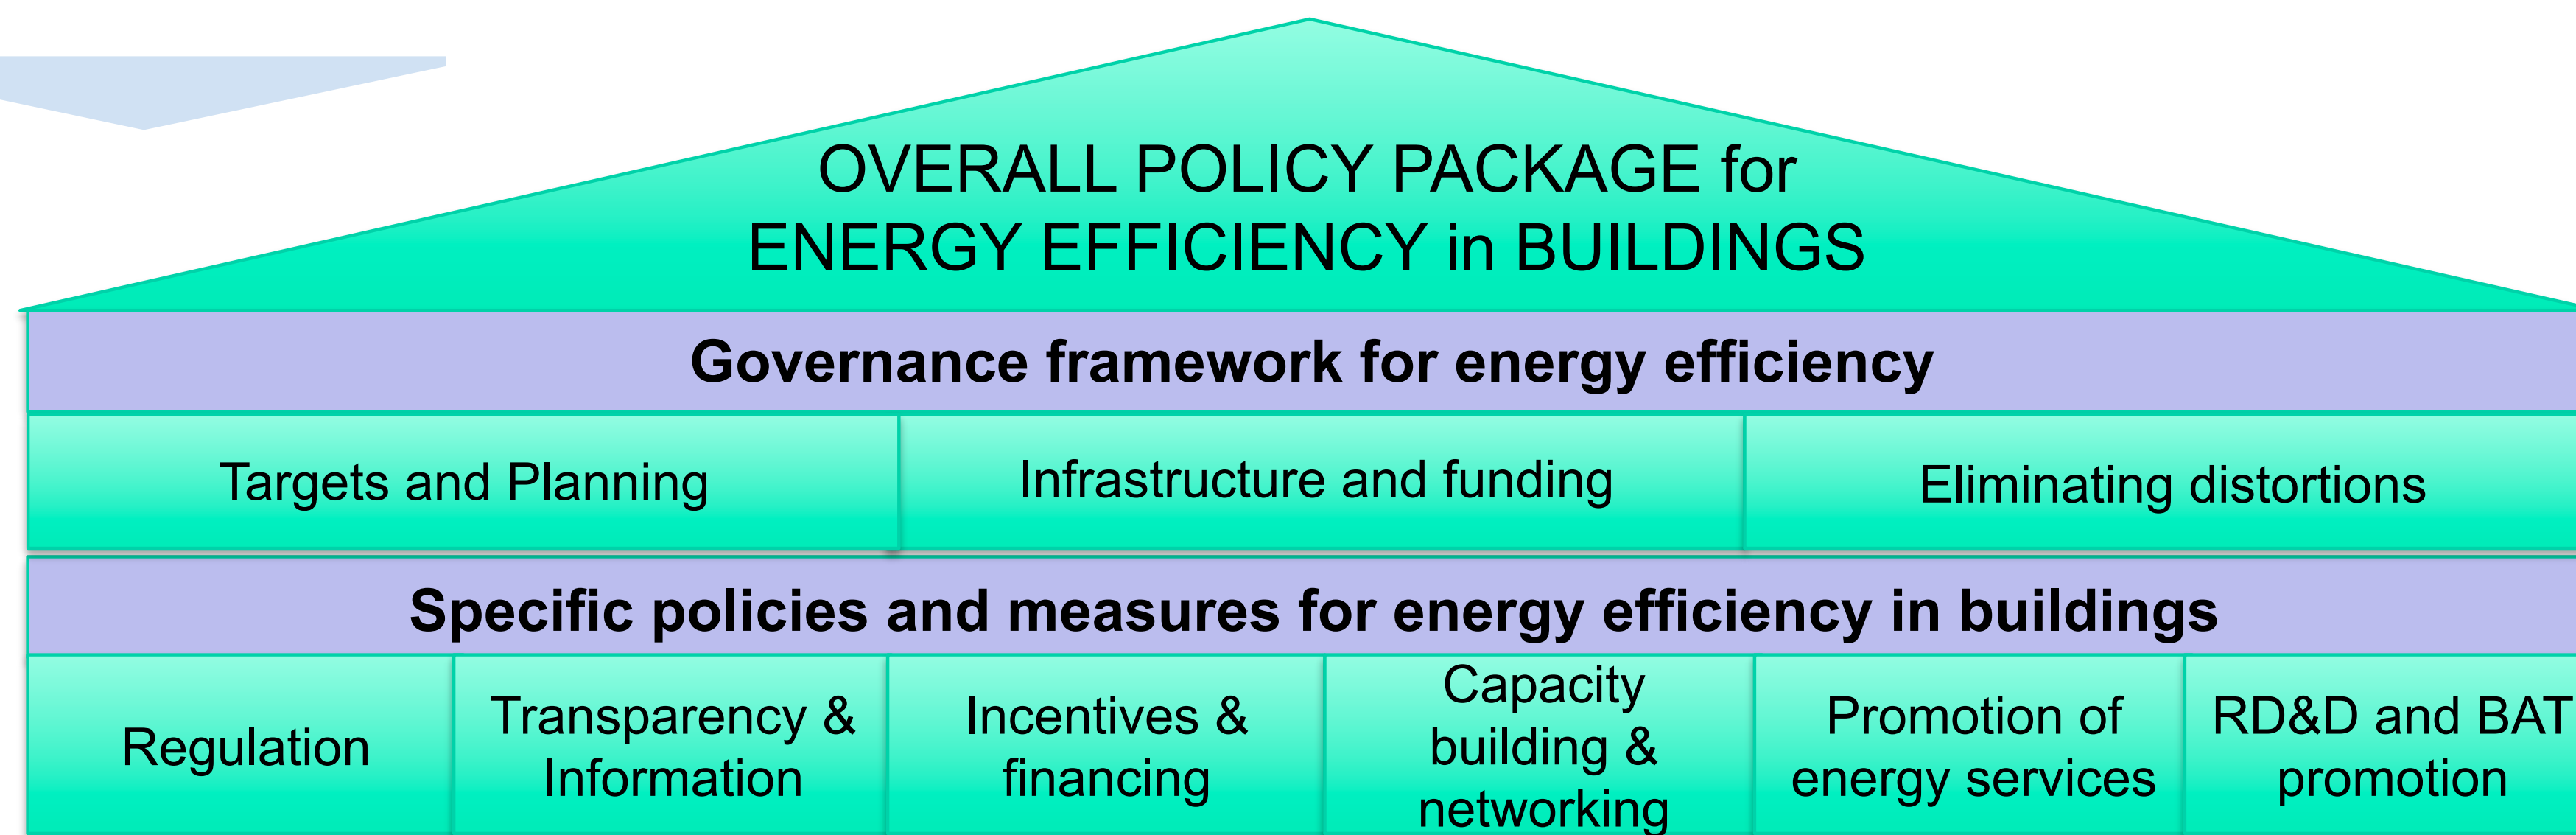 OVERALL POLICY PACKAGE for
ENERGY EFFICIENCY in BUILDINGS
Governance framework for energy efficiency
Targets and Planning
Infrastructure and funding
Eliminating distortions
Specific policies and measures for energy efficiency in buildings
Regulation
Transparency &
Information
Incentives &
financing
Capacity
building &
networking
Promotion of
energy services
RD&D and BAT
promotion